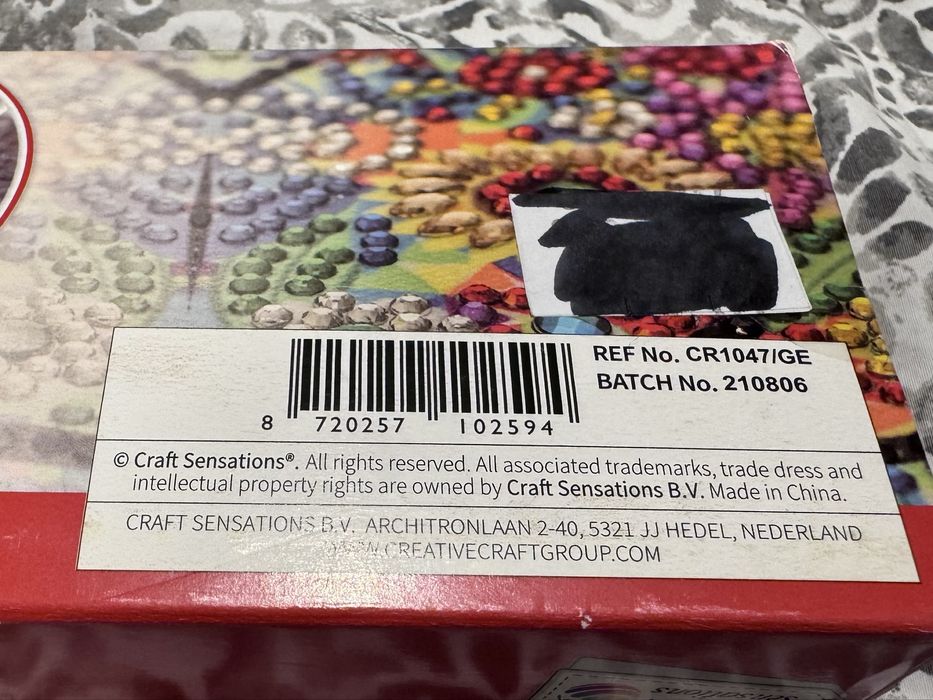 REF No. CR1047/GE
BATCH No. 210806
8 720257 102594
© Craft Sensations®. All rights reserved. All associated trademarks, trade dress and
intellectual property rights are owned by Craft Sensations B.V. Made in China.
CRAFT SENSATIONS B.V. ARCHITRONLAAN 2-40, 5321 JJ HEDEL, NEDERLAND
WWW.CREATIVECRAFTGROUP.COM